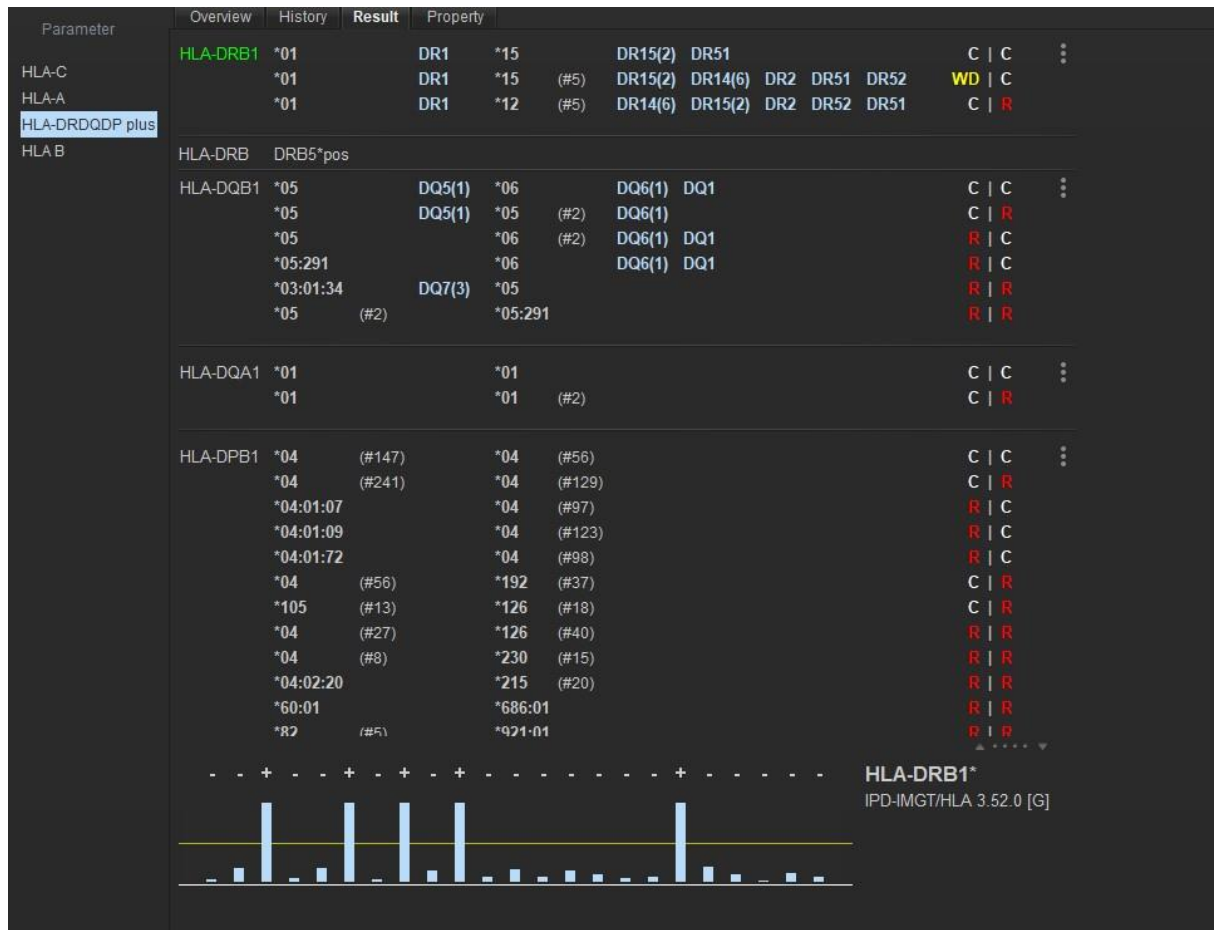 Parameter
HLA-C
HLA-A
HLA-DRDQDP plus
HLA B
Overview History Result Property
HLA-DRB1 *01 DR1 *15 DR15(2) DR51 C | C
*01 DR1 *15 (#5) DR15(2) DR14(6) DR2 DR51 DR52 WD | C
*01 DR1 *12 (#5) DR14(6) DR15(2) DR2 DR52 DR51 C | R
HLA-DRB DRB5*pos
HLA-DQB1 *05 DQ5(1) *06 DQ6(1) DQ1 C | C
*05 DQ5(1) *05 (#2) DQ6(1) C | R
*05 *06 (#2) DQ6(1) DQ1 R | C
*05:291 *06 DQ6(1) DQ1 R | C
*03:01:34 DQ7(3) *05 R | R
*05 (#2) *05:291 R | R
HLA-DQA1 *01 *01 C | C
*01 *01 (#2) C | R
HLA-DPB1 *04 (#147) *04 (#56) C | C
*04 (#241) *04 (#129) C | R
*04:01:07 *04 (#97) R | C
*04:01:09 *04 (#123) R | C
*04:01:72 *04 (#98) R | C
*04 (#56) *192 (#37) C | R
*105 (#13) *126 (#18) C | R
*04 (#27) *126 (#40) R | R
*04 (#8) *230 (#15) R | R
*04:02:20 *215 (#20) R | R
*60:01 *686:01 R | R
*82 (#5) *921:01 R | R
- - + - - + - + - + - - - - - - - + - - - - -
HLA-DRB1*
IPD-IMGT/HLA 3.52.0 [G]